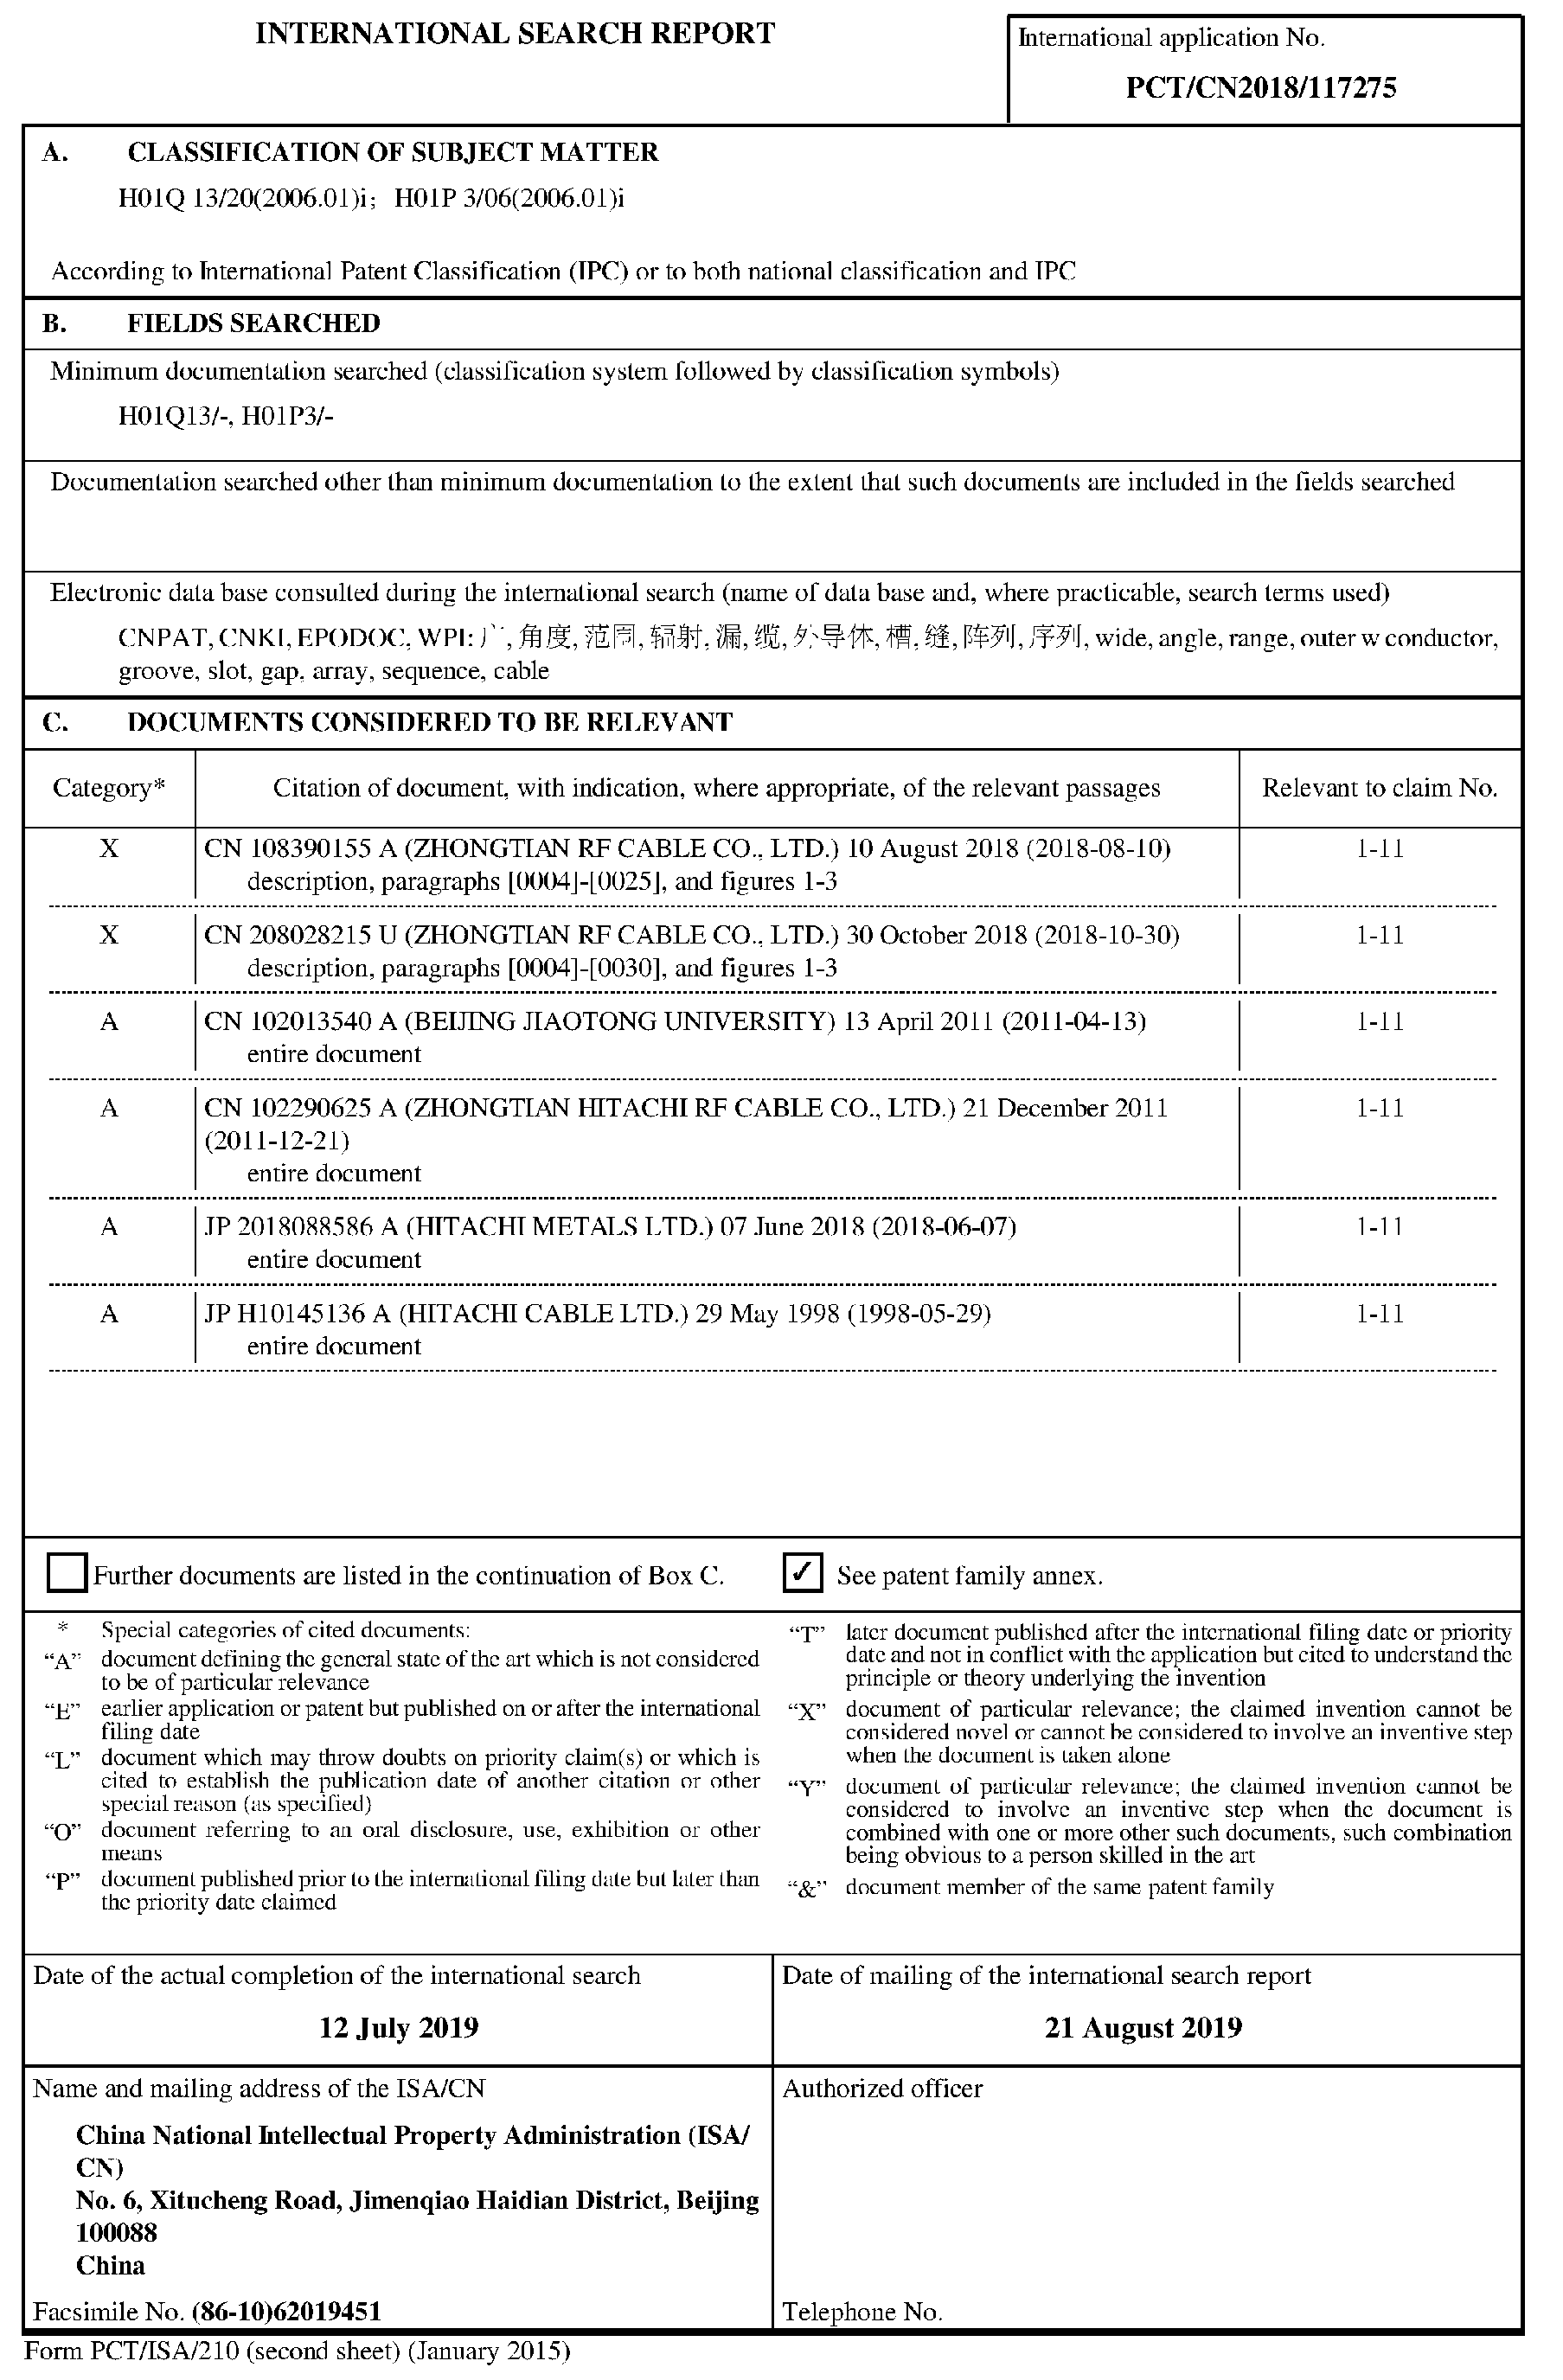 INTERNATIONAL SEARCH REPORT
International application No.
PCT/CN2018/117275
A. CLASSIFICATION OF SUBJECT MATTER
H01Q 13/20(2006.01)i; H01P 3/06(2006.01)i
According to International Patent Classification (IPC) or to both national classification and IPC
B. FIELDS SEARCHED
Minimum documentation searched (classification system followed by classification symbols)
H01Q13/-, H01P3/-
Documentation searched other than minimum documentation to the extent that such documents are included in the fields searched
Electronic data base consulted during the international search (name of data base and, where practicable, search terms used)
CNPAT, CNKI, EPODOC, WPI: 广, 角度, 范围, 辐射, 漏, 缆, 外导体, 槽, 缝, 阵列, 序列, wide, angle, range, outer w conductor,
groove, slot, gap, array, sequence, cable
C. DOCUMENTS CONSIDERED TO BE RELEVANT
Category* Citation of document, with indication, where appropriate, of the relevant passages Relevant to claim No.
X CN 108390155 A (ZHONGTIAN RF CABLE CO., LTD.) 10 August 2018 (2018-08-10) 1-11
description, paragraphs [0004]-[0025], and figures 1-3
X CN 208028215 U (ZHONGTIAN RF CABLE CO., LTD.) 30 October 2018 (2018-10-30) 1-11
description, paragraphs [0004]-[0030], and figures 1-3
A CN 102013540 A (BEIJING JIAOTONG UNIVERSITY) 13 April 2011 (2011-04-13) 1-11
entire document
A CN 102290625 A (ZHONGTIAN HITACHI RF CABLE CO., LTD.) 21 December 2011 1-11
(2011-12-21)
entire document
A JP 2018088586 A (HITACHI METALS LTD.) 07 June 2018 (2018-06-07) 1-11
entire document
A JP H10145136 A (HITACHI CABLE LTD.) 29 May 1998 (1998-05-29) 1-11
entire document
Further documents are listed in the continuation of Box C.
✓ See patent family annex.
* Special categories of cited documents:
“A” document defining the general state of the art which is not considered
to be of particular relevance
“E” earlier application or patent but published on or after the international
filing date
“L” document which may throw doubts on priority claim(s) or which is
cited to establish the publication date of another citation or other
special reason (as specified)
“O” document referring to an oral disclosure, use, exhibition or other
means
“P” document published prior to the international filing date but later than
the priority date claimed
“T” later document published after the international filing date or priority
date and not in conflict with the application but cited to understand the
principle or theory underlying the invention
“X” document of particular relevance; the claimed invention cannot be
considered novel or cannot be considered to involve an inventive step
when the document is taken alone
“Y” document of particular relevance; the claimed invention cannot be
considered to involve an inventive step when the document is
combined with one or more other such documents, such combination
being obvious to a person skilled in the art
“&” document member of the same patent family
Date of the actual completion of the international search
12 July 2019
Date of mailing of the international search report
21 August 2019
Name and mailing address of the ISA/CN
China National Intellectual Property Administration (ISA/
CN)
No. 6, Xitucheng Road, Jimenqiao Haidian District, Beijing
100088
China
Facsimile No. (86-10)62019451
Authorized officer
Telephone No.
Form PCT/ISA/210 (second sheet) (January 2015)